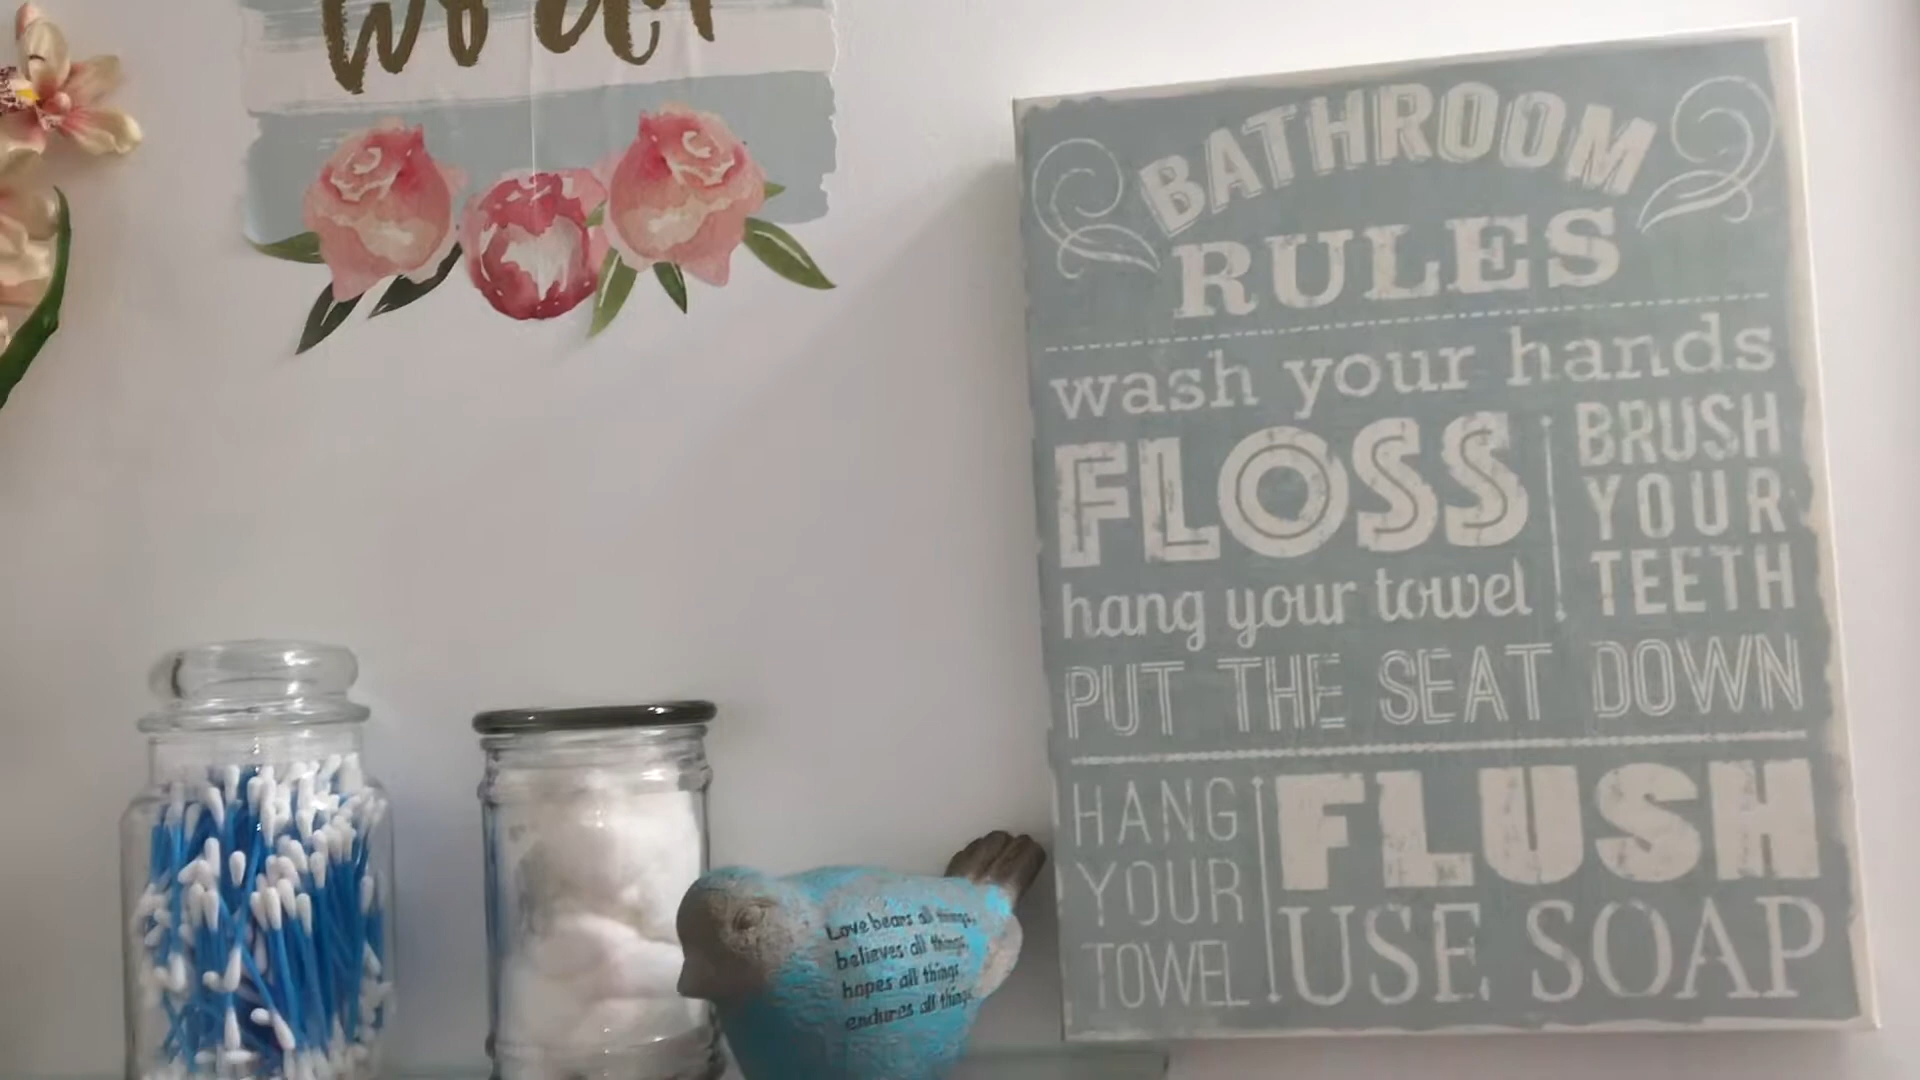 BATHROOM
RULES
wash your hands
FLOSS
BRUSH
YOUR
TEETH
hang your towel
PUT THE SEAT DOWN
HANG
YOUR
TOWEL
FLUSH
USE SOAP
Love bears all things,
believes all things,
hopes all things
endures all things.